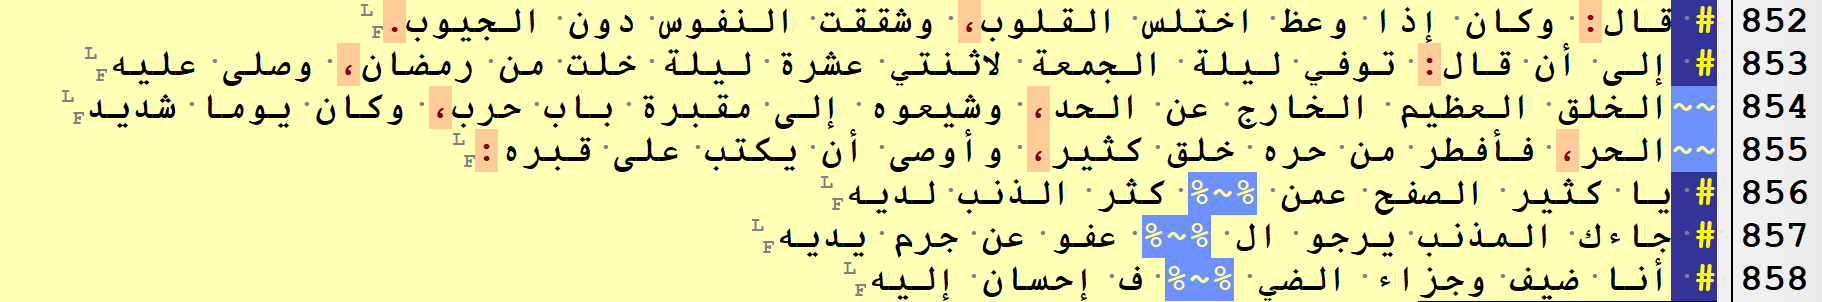 852 # قال: وكان إذا وعظ اختلس القلوب، وشققت النفوس دون الجيوب.
853 # إلى أن قال: توفي ليلة الجمعة لاثنتي عشرة ليلة خلت من رمضان، وصلى عليه
854 ~~الخلق العظيم الخارج عن الحد، وشيعوه إلى مقبرة باب حرب، وكان يوما شديد
855 ~~الحر، فأفطر من حره خلق كثير، وأوصى أن يكتب على قبره:
856 # يا كثير الصفح عمن %~% كثر الذنب لديه
857 # جاءك المذنب يرجو ال %~% عفو عن جرم يديه
858 # أنا ضيف وجزاء الضي %~% ف إحسان إليه